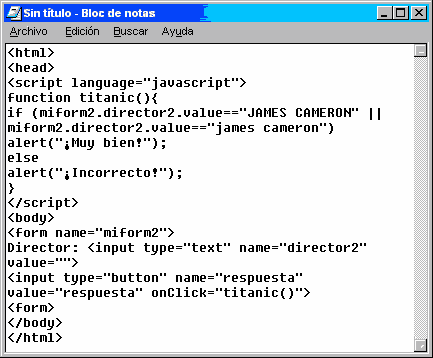 Sin título - Bloc de notas
Archivo Edición Buscar Ayuda
<html>
<head>
<script language="javascript">
function titanic(){
if (miform2.director2.value=="JAMES CAMERON" ||
miform2.director2.value=="james cameron")
alert("¡Muy bien!");
else
alert("¡Incorrecto!");
}
</script>
<body>
<form name="miform2">
Director: <input type="text" name="director2"
value="">
<input type="button" name="respuesta"
value="respuesta" onClick="titanic()">
<form>
</body>
</html>